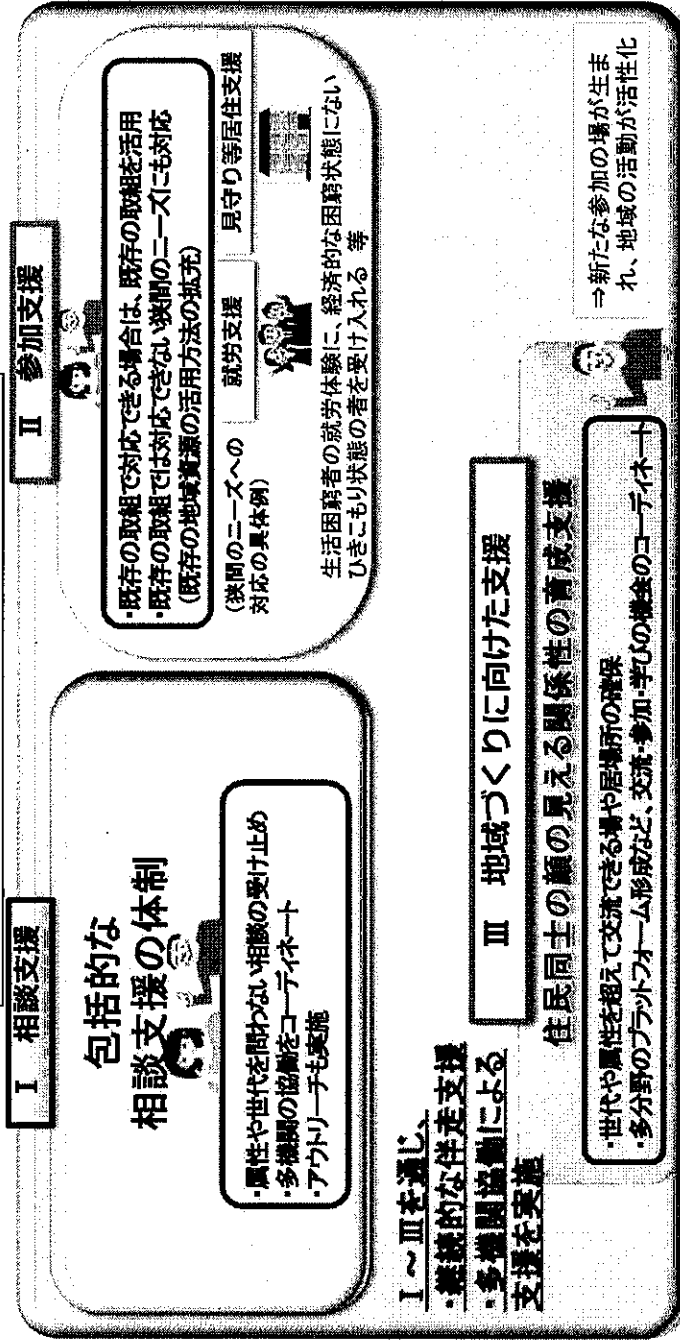 I 相談支援
包括的な
相談支援の体制
・属性や世代を問わない相談の受け止め
・多機関の協働をコーディネート
・アウトリーチも実施
II 参加支援
・既存の取組で対応できる場合は、既存の取組を活用
・既存の取組では対応できない狭間のニーズにも対応
(既存の地域資源の活用方法の拡充)
(狭間のニーズへの
対応の具体例)
就労支援
見守り等居住支援
生活困窮者の就労体験に、経済的な困窮状態にない
ひきこもり状態の者を受け入れる 等
I～IIIを通じ、
・継続的な伴走支援
・多機関協働による
支援を実施
III 地域づくりに向けた支援
住民同士の顔の見える関係性の育成支援
・世代や属性を超えて交流できる場や居場所の確保
・多分野のプラットフォーム形成など、交流・参加・学びの機会のコーディネート
⇒新たな参加の場が生ま
れ、地域の活動が活性化